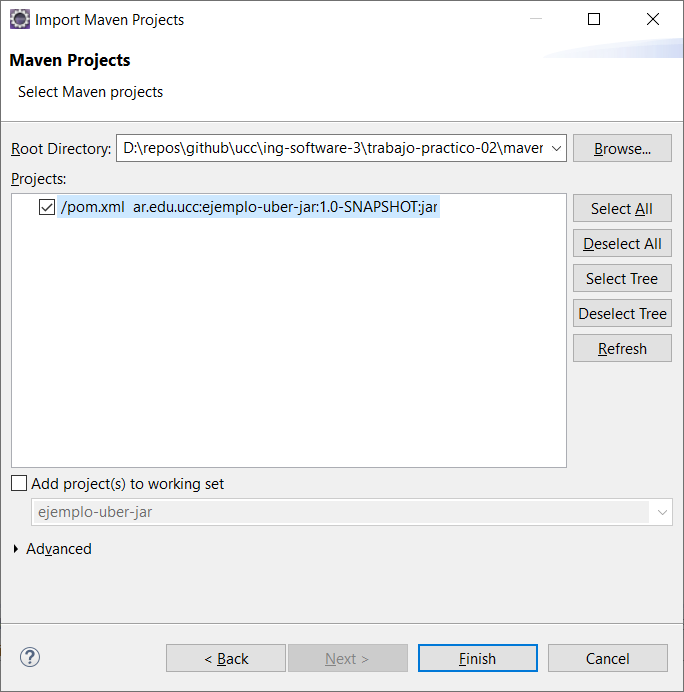 Import Maven Projects
Maven Projects
Select Maven projects
Root Directory: D:\repos\github\ucc\ing-software-3\trabajo-practico-02\maven Browse...
Projects:
/pom.xml ar.edu.ucc:ejemplo-uber-jar:1.0-SNAPSHOT:jar
Select All
Deselect All
Select Tree
Deselect Tree
Refresh
Add project(s) to working set
ejemplo-uber-jar
Advanced
? < Back Next > Finish Cancel